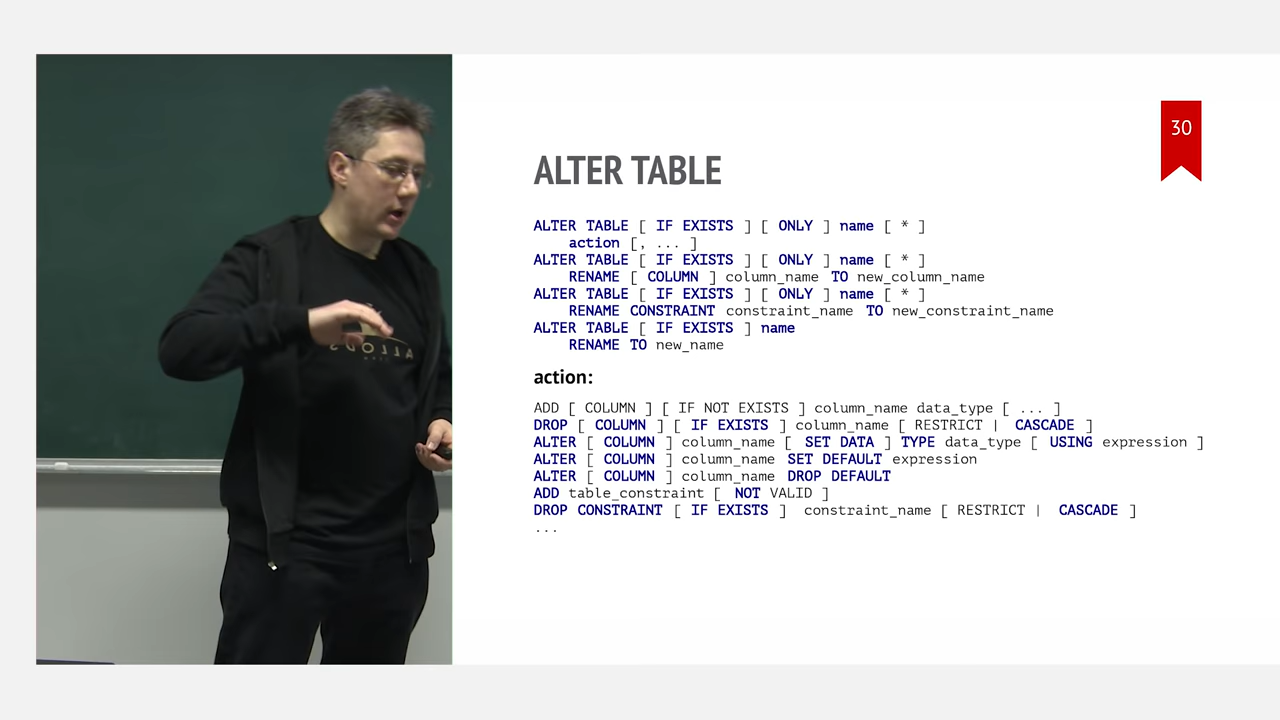 30
ALTER TABLE
ALTER TABLE [ IF EXISTS ] [ ONLY ] name [ * ]
action [, ... ]
ALTER TABLE [ IF EXISTS ] [ ONLY ] name [ * ]
RENAME [ COLUMN ] column_name TO new_column_name
ALTER TABLE [ IF EXISTS ] [ ONLY ] name [ * ]
RENAME CONSTRAINT constraint_name TO new_constraint_name
ALTER TABLE [ IF EXISTS ] name
RENAME TO new_name
action:
ADD [ COLUMN ] [ IF NOT EXISTS ] column_name data_type [ ... ]
DROP [ COLUMN ] [ IF EXISTS ] column_name [ RESTRICT | CASCADE ]
ALTER [ COLUMN ] column_name [ SET DATA ] TYPE data_type [ USING expression ]
ALTER [ COLUMN ] column_name SET DEFAULT expression
ALTER [ COLUMN ] column_name DROP DEFAULT
ADD table_constraint [ NOT VALID ]
DROP CONSTRAINT [ IF EXISTS ] constraint_name [ RESTRICT | CASCADE ]
...